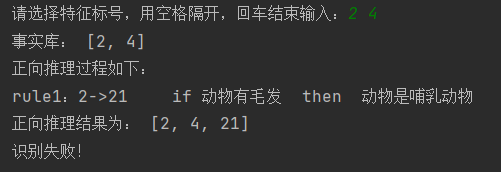 请选择特征标号，用空格隔开，回车结束输入：2 4
事实库： [2, 4]
正向推理过程如下：
rule1：2->21    if 动物有毛发  then  动物是哺乳动物
正向推理结果为： [2, 4, 21]
识别失败!